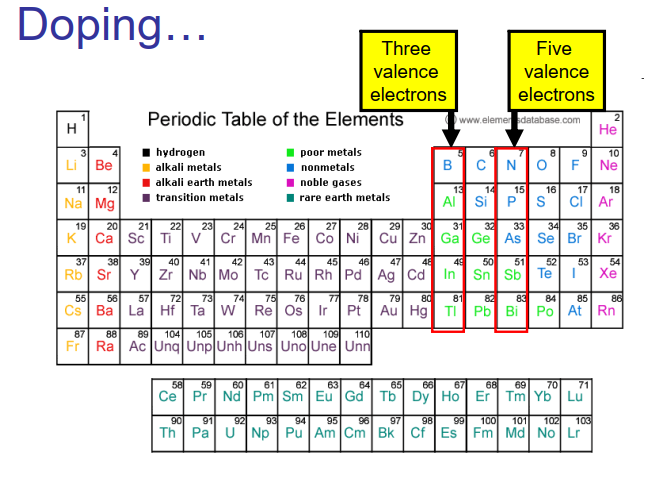 Doping…
Three
valence
electrons
Five
valence
electrons
Periodic Table of the Elements
© www.elementsdatabase.com
hydrogen
alkali metals
alkali earth metals
transition metals
poor metals
nonmetals
noble gases
rare earth metals
1 H 2 He
3 Li 4 Be 5 B 6 C 7 N 8 O 9 F 10 Ne
11 Na 12 Mg 13 Al 14 Si 15 P 16 S 17 Cl 18 Ar
19 K 20 Ca 21 Sc 22 Ti 23 V 24 Cr 25 Mn 26 Fe 27 Co 28 Ni 29 Cu 30 Zn 31 Ga 32 Ge 33 As 34 Se 35 Br 36 Kr
37 Rb 38 Sr 39 Y 40 Zr 41 Nb 42 Mo 43 Tc 44 Ru 45 Rh 46 Pd 47 Ag 48 Cd 49 In 50 Sn 51 Sb 52 Te 53 I 54 Xe
55 Cs 56 Ba 57 La 72 Hf 73 Ta 74 W 75 Re 76 Os 77 Ir 78 Pt 79 Au 80 Hg 81 Tl 82 Pb 83 Bi 84 Po 85 At 86 Rn
87 Fr 88 Ra 89 Ac 104 Unq 105 Unp 106 Unh 107 Uns 108 Uno 109 Une 110 Unn
58 Ce 59 Pr 60 Nd 61 Pm 62 Sm 63 Eu 64 Gd 65 Tb 66 Dy 67 Ho 68 Er 69 Tm 70 Yb 71 Lu
90 Th 91 Pa 92 U 93 Np 94 Pu 95 Am 96 Cm 97 Bk 98 Cf 99 Es 100 Fm 101 Md 102 No 103 Lr